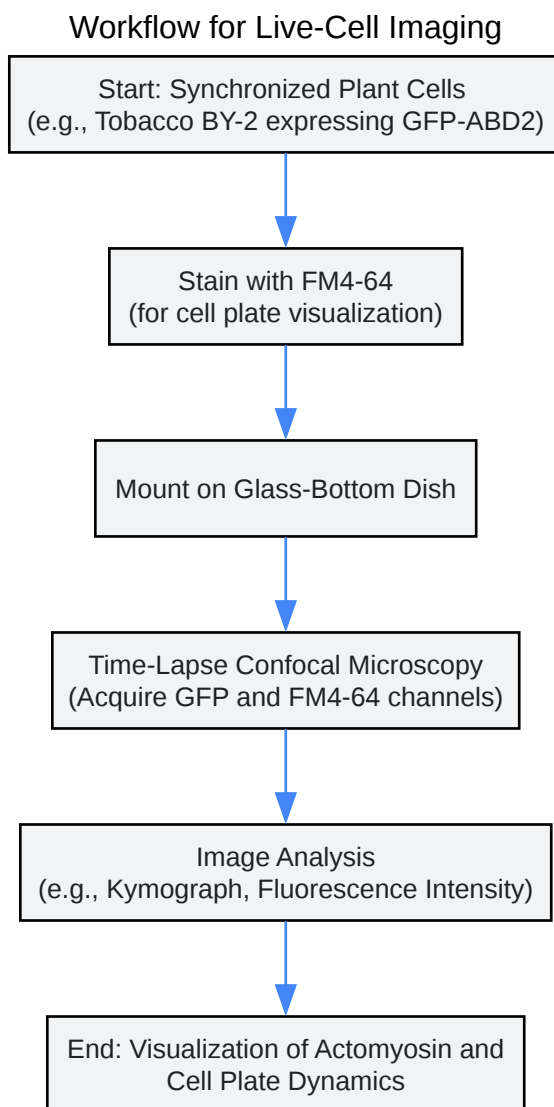 Workflow for Live-Cell Imaging
Start: Synchronized Plant Cells
(e.g., Tobacco BY-2 expressing GFP-ABD2)
Stain with FM4-64
(for cell plate visualization)
Mount on Glass-Bottom Dish
Time-Lapse Confocal Microscopy
(Acquire GFP and FM4-64 channels)
Image Analysis
(e.g., Kymograph, Fluorescence Intensity)
End: Visualization of Actomyosin and
Cell Plate Dynamics